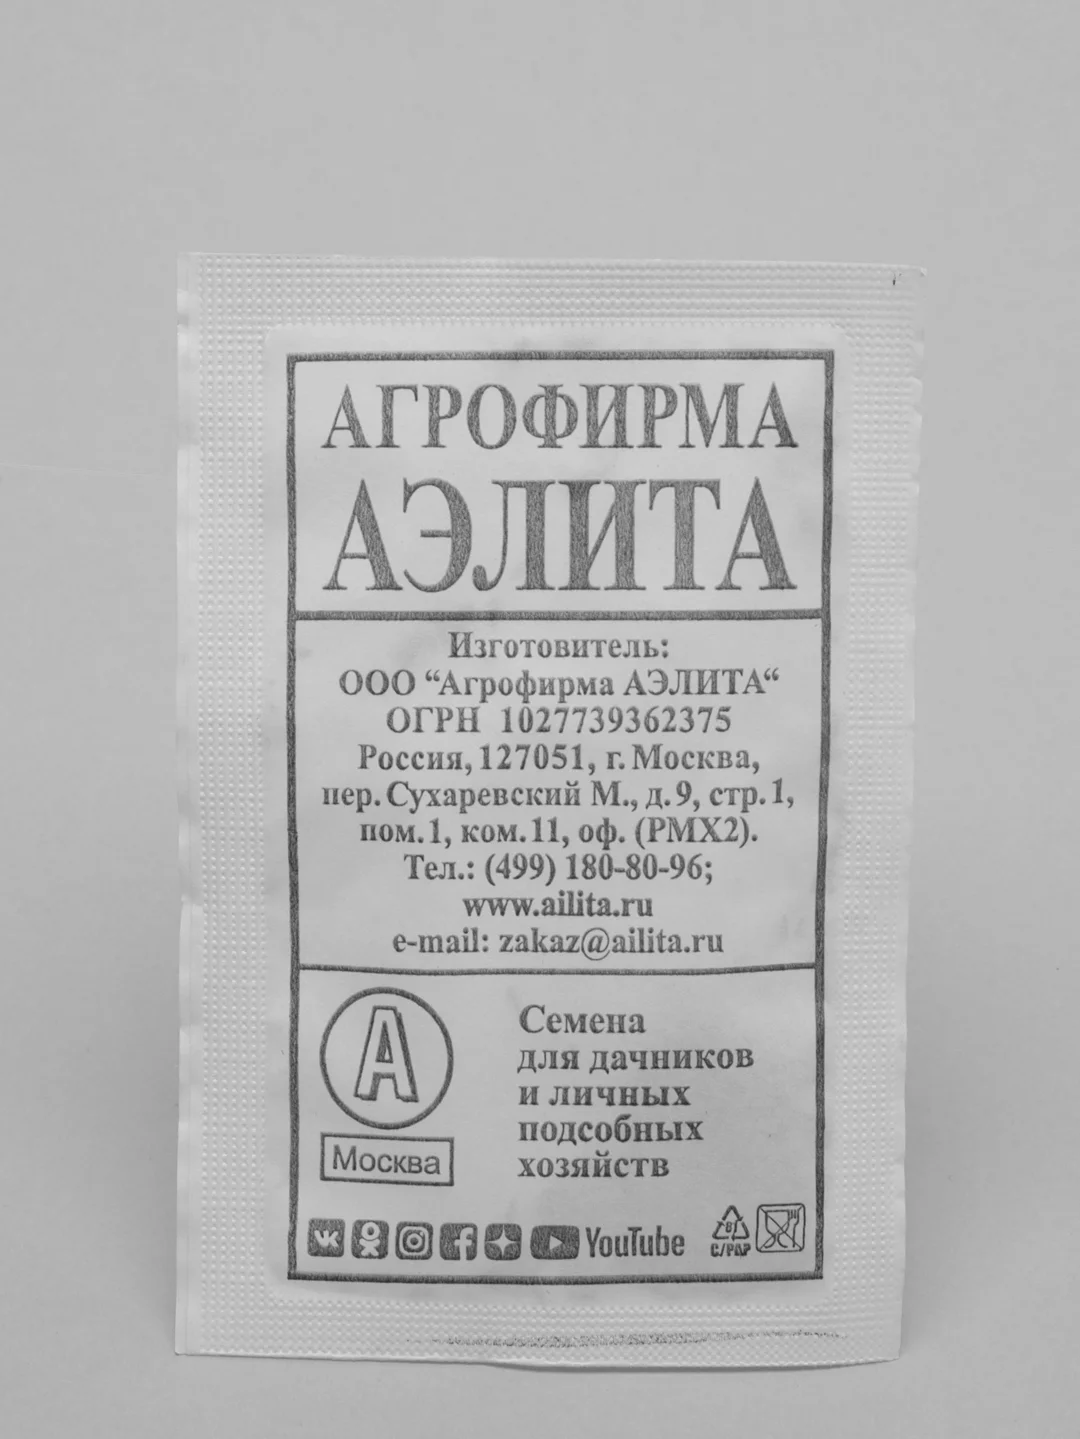 АГРОФИРМА
АЭЛИТА
Изготовитель:
ООО “Агрофирма АЭЛИТА“
ОГРН 1027739362375
Россия, 127051, г. Москва,
пер. Сухаревский М., д. 9, стр. 1,
пом. 1, ком. 11, оф. (РМХ2).
Тел.: (499) 180-80-96;
www.ailita.ru
e-mail: zakaz@ailita.ru
А
Москва
Семена
для дачников
и личных
подсобных
хозяйств
YouTube
C/PAP